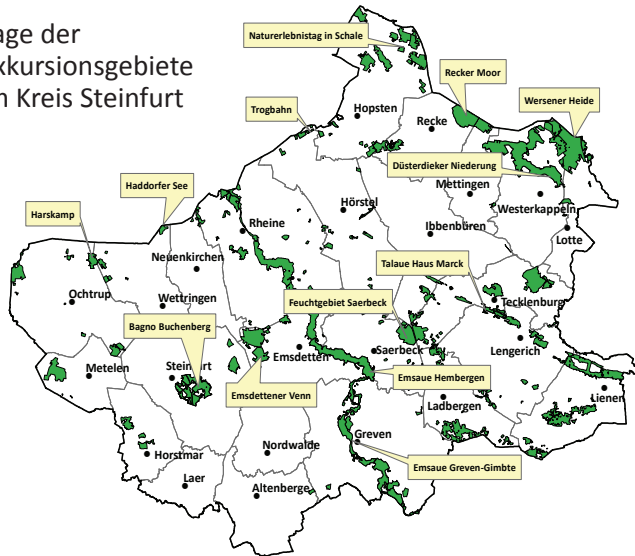 age der
xkursionsgebiete
n Kreis Steinfurt
Naturerlebnistag in Schale
Recker Moor
Wersener Heide
Trogbahn
Hopsten
Recke
Düsterdieker Niederung
Mettingen
Haddorfer See
Westerkappeln
Harskamp
Hörstel
Rheine
Ibbenbüren
Lotte
Neuenkirchen
Talaue Haus Marck
Ochtrup
Wettringen
Feuchtgebiet Saerbeck
Tecklenburg
Bagno Buchenberg
Lengerich
Emsdetten
Saerbeck
Metelen
Steinfurt
Emsaue Hembergen
Lienen
Emsdettener Venn
Ladbergen
Greven
Horstmar
Nordwalde
Emsaue Greven-Gimbte
Laer
Altenberge